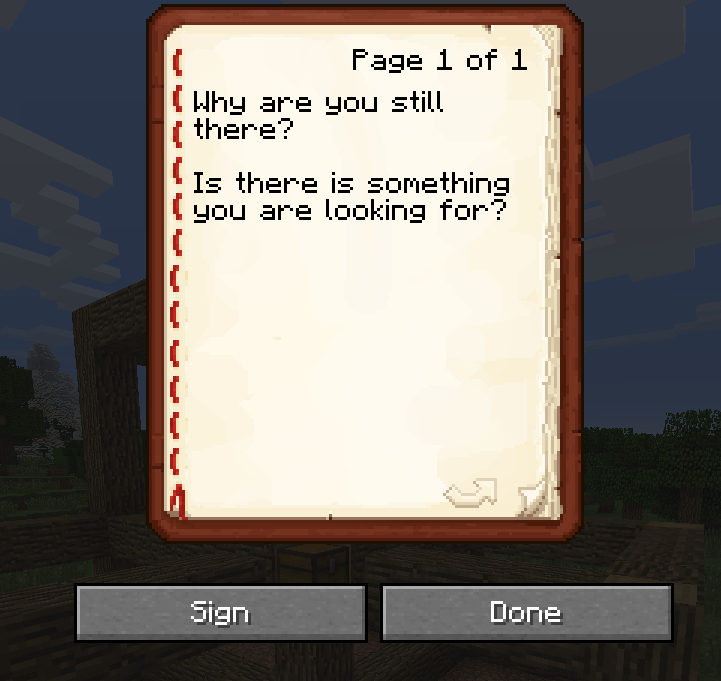 Page 1 of 1
Why are you still
there?
Is there is something
you are looking for?
Sign
Done